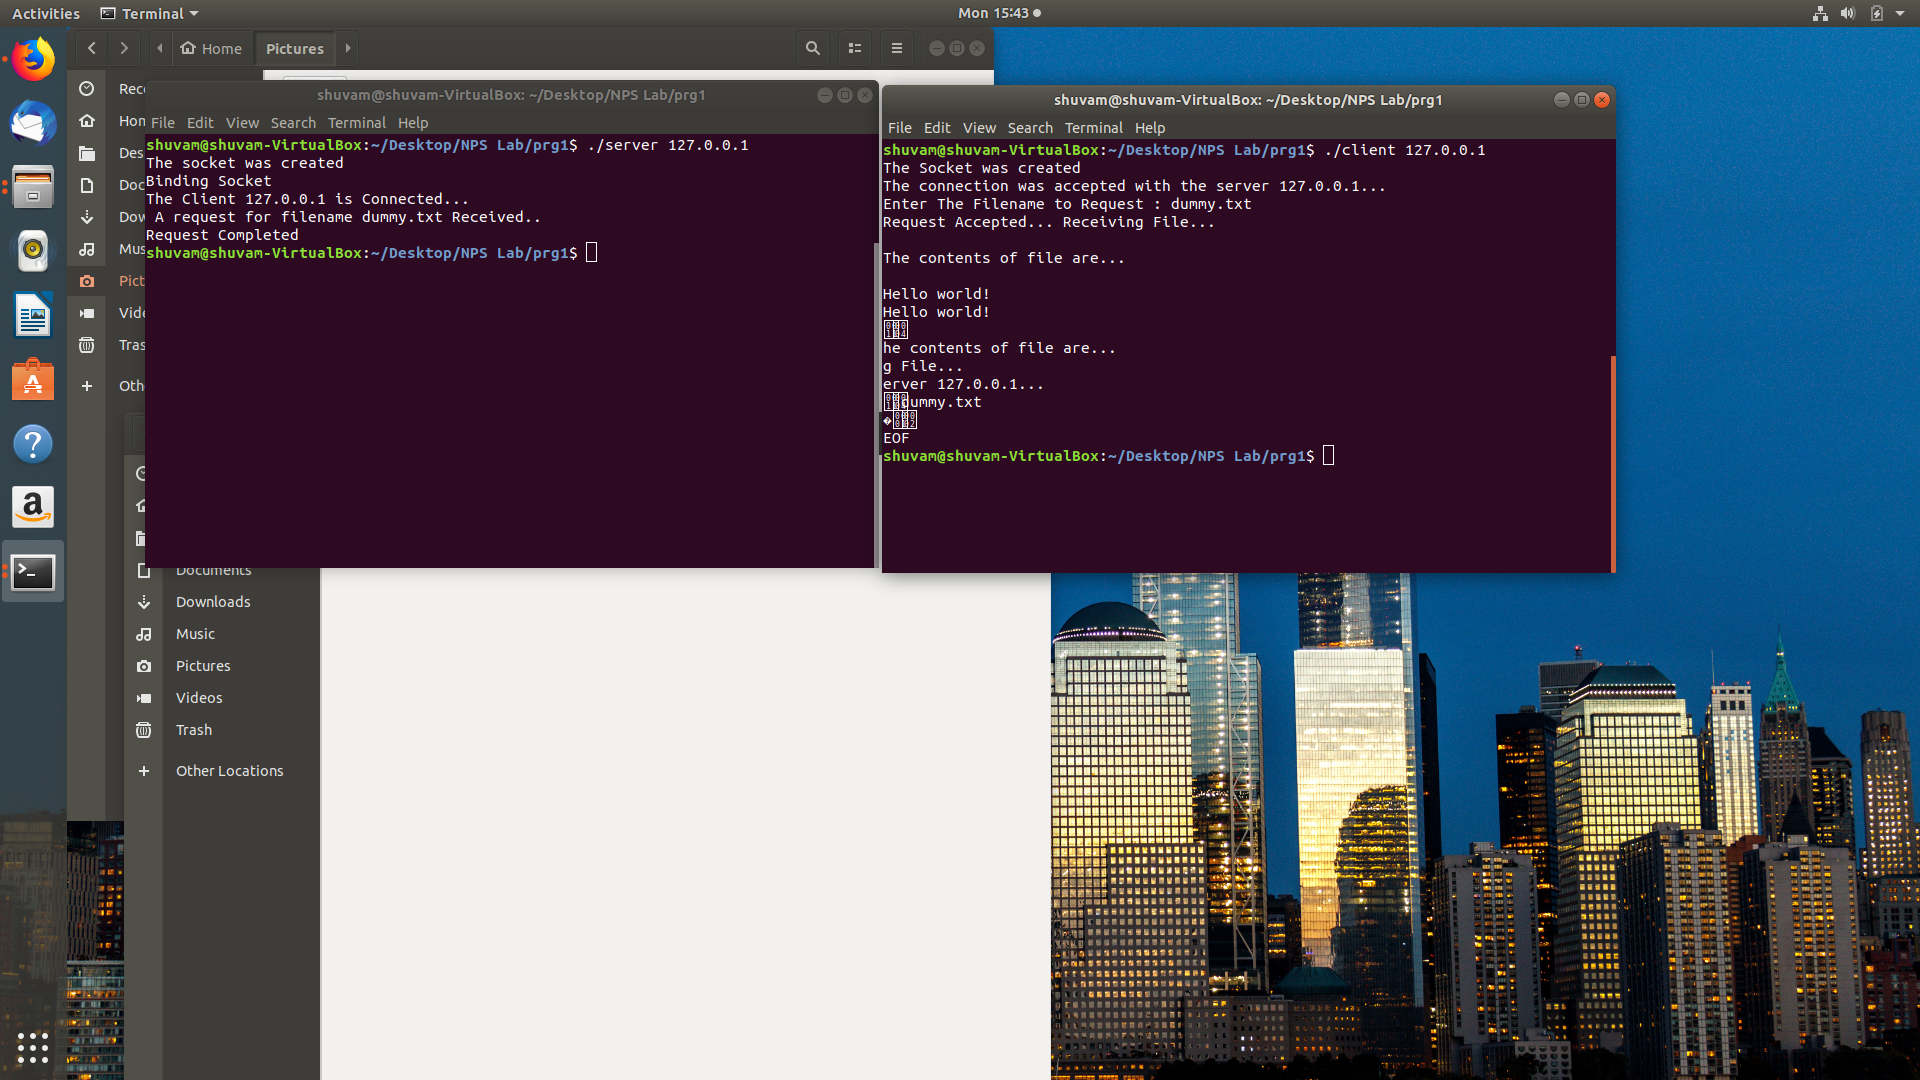 Activities Terminal Mon 15:43
Home Pictures
Rec
Hom
Des
Doc
Dow
Mus
Pict
Vide
Tras
Oth
shuvam@shuvam-VirtualBox: ~/Desktop/NPS Lab/prg1
File Edit View Search Terminal Help
shuvam@shuvam-VirtualBox:~/Desktop/NPS Lab/prg1$ ./server 127.0.0.1
The socket was created
Binding Socket
The Client 127.0.0.1 is Connected...
 A request for filename dummy.txt Received..
Request Completed
shuvam@shuvam-VirtualBox:~/Desktop/NPS Lab/prg1$
shuvam@shuvam-VirtualBox: ~/Desktop/NPS Lab/prg1
File Edit View Search Terminal Help
shuvam@shuvam-VirtualBox:~/Desktop/NPS Lab/prg1$ ./client 127.0.0.1
The Socket was created
The connection was accepted with the server 127.0.0.1...
Enter The Filename to Request : dummy.txt
Request Accepted... Receiving File...
The contents of file are...
Hello world!
Hello world!
he contents of file are...
g File...
erver 127.0.0.1...
dummy.txt
�
EOF
shuvam@shuvam-VirtualBox:~/Desktop/NPS Lab/prg1$
Documents
Downloads
Music
Pictures
Videos
Trash
Other Locations